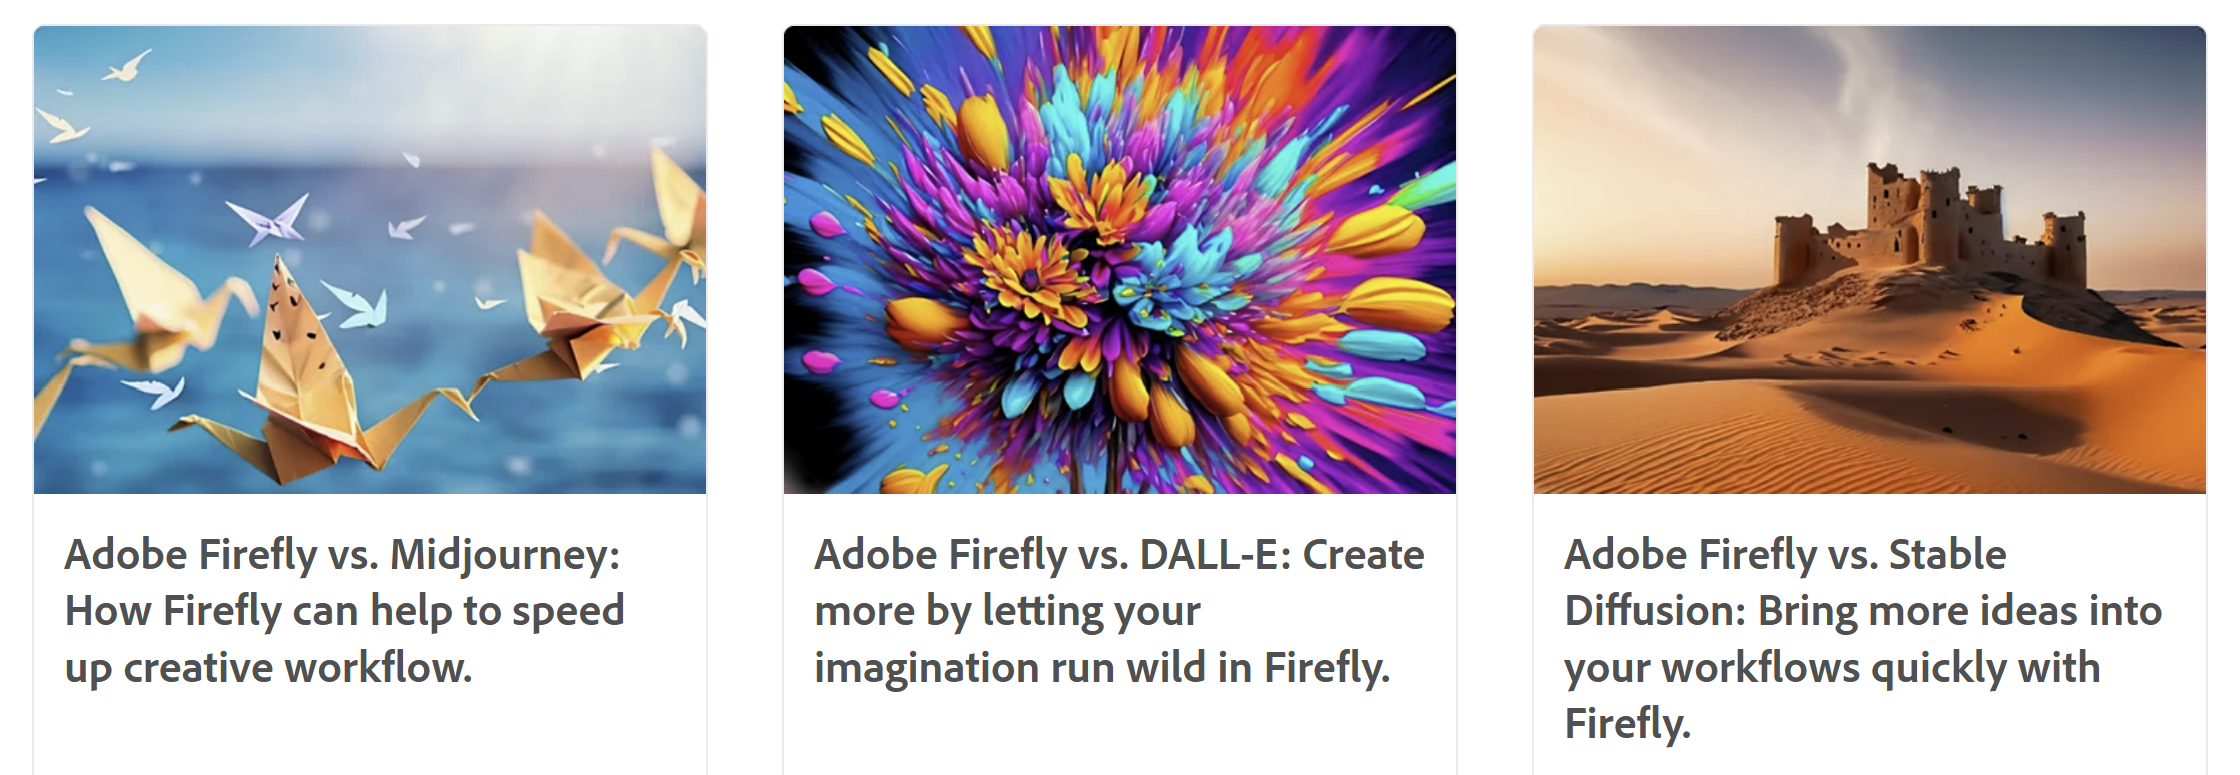 Adobe Firefly vs. Midjourney:
How Firefly can help to speed
up creative workflow.
Adobe Firefly vs. DALL-E: Create
more by letting your
imagination run wild in Firefly.
Adobe Firefly vs. Stable
Diffusion: Bring more ideas into
your workflows quickly with
Firefly.